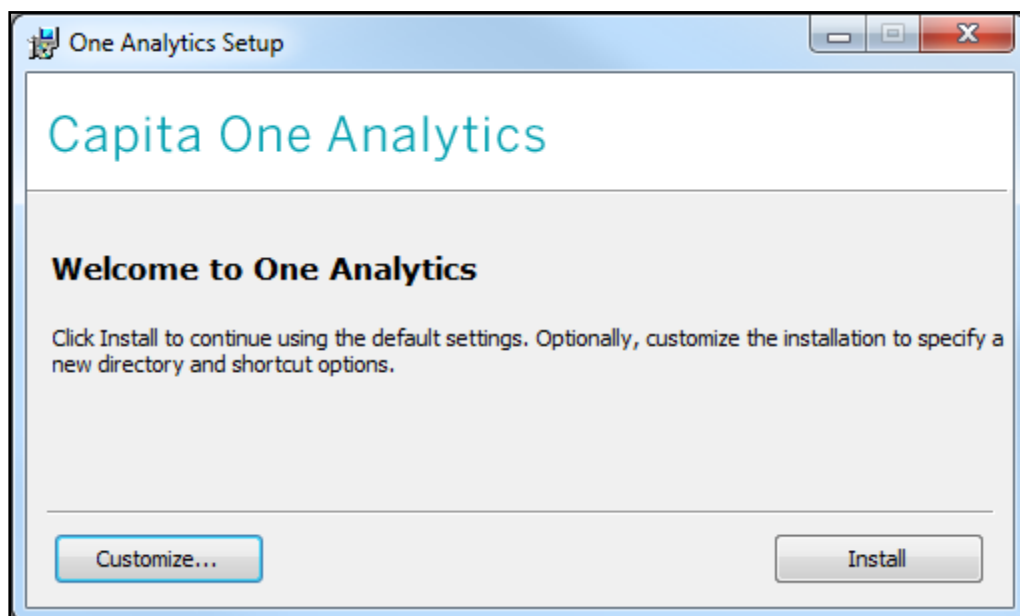 One Analytics Setup
Capita One Analytics
Welcome to One Analytics
Click Install to continue using the default settings. Optionally, customize the installation to specify a
new directory and shortcut options.
Customize...
Install